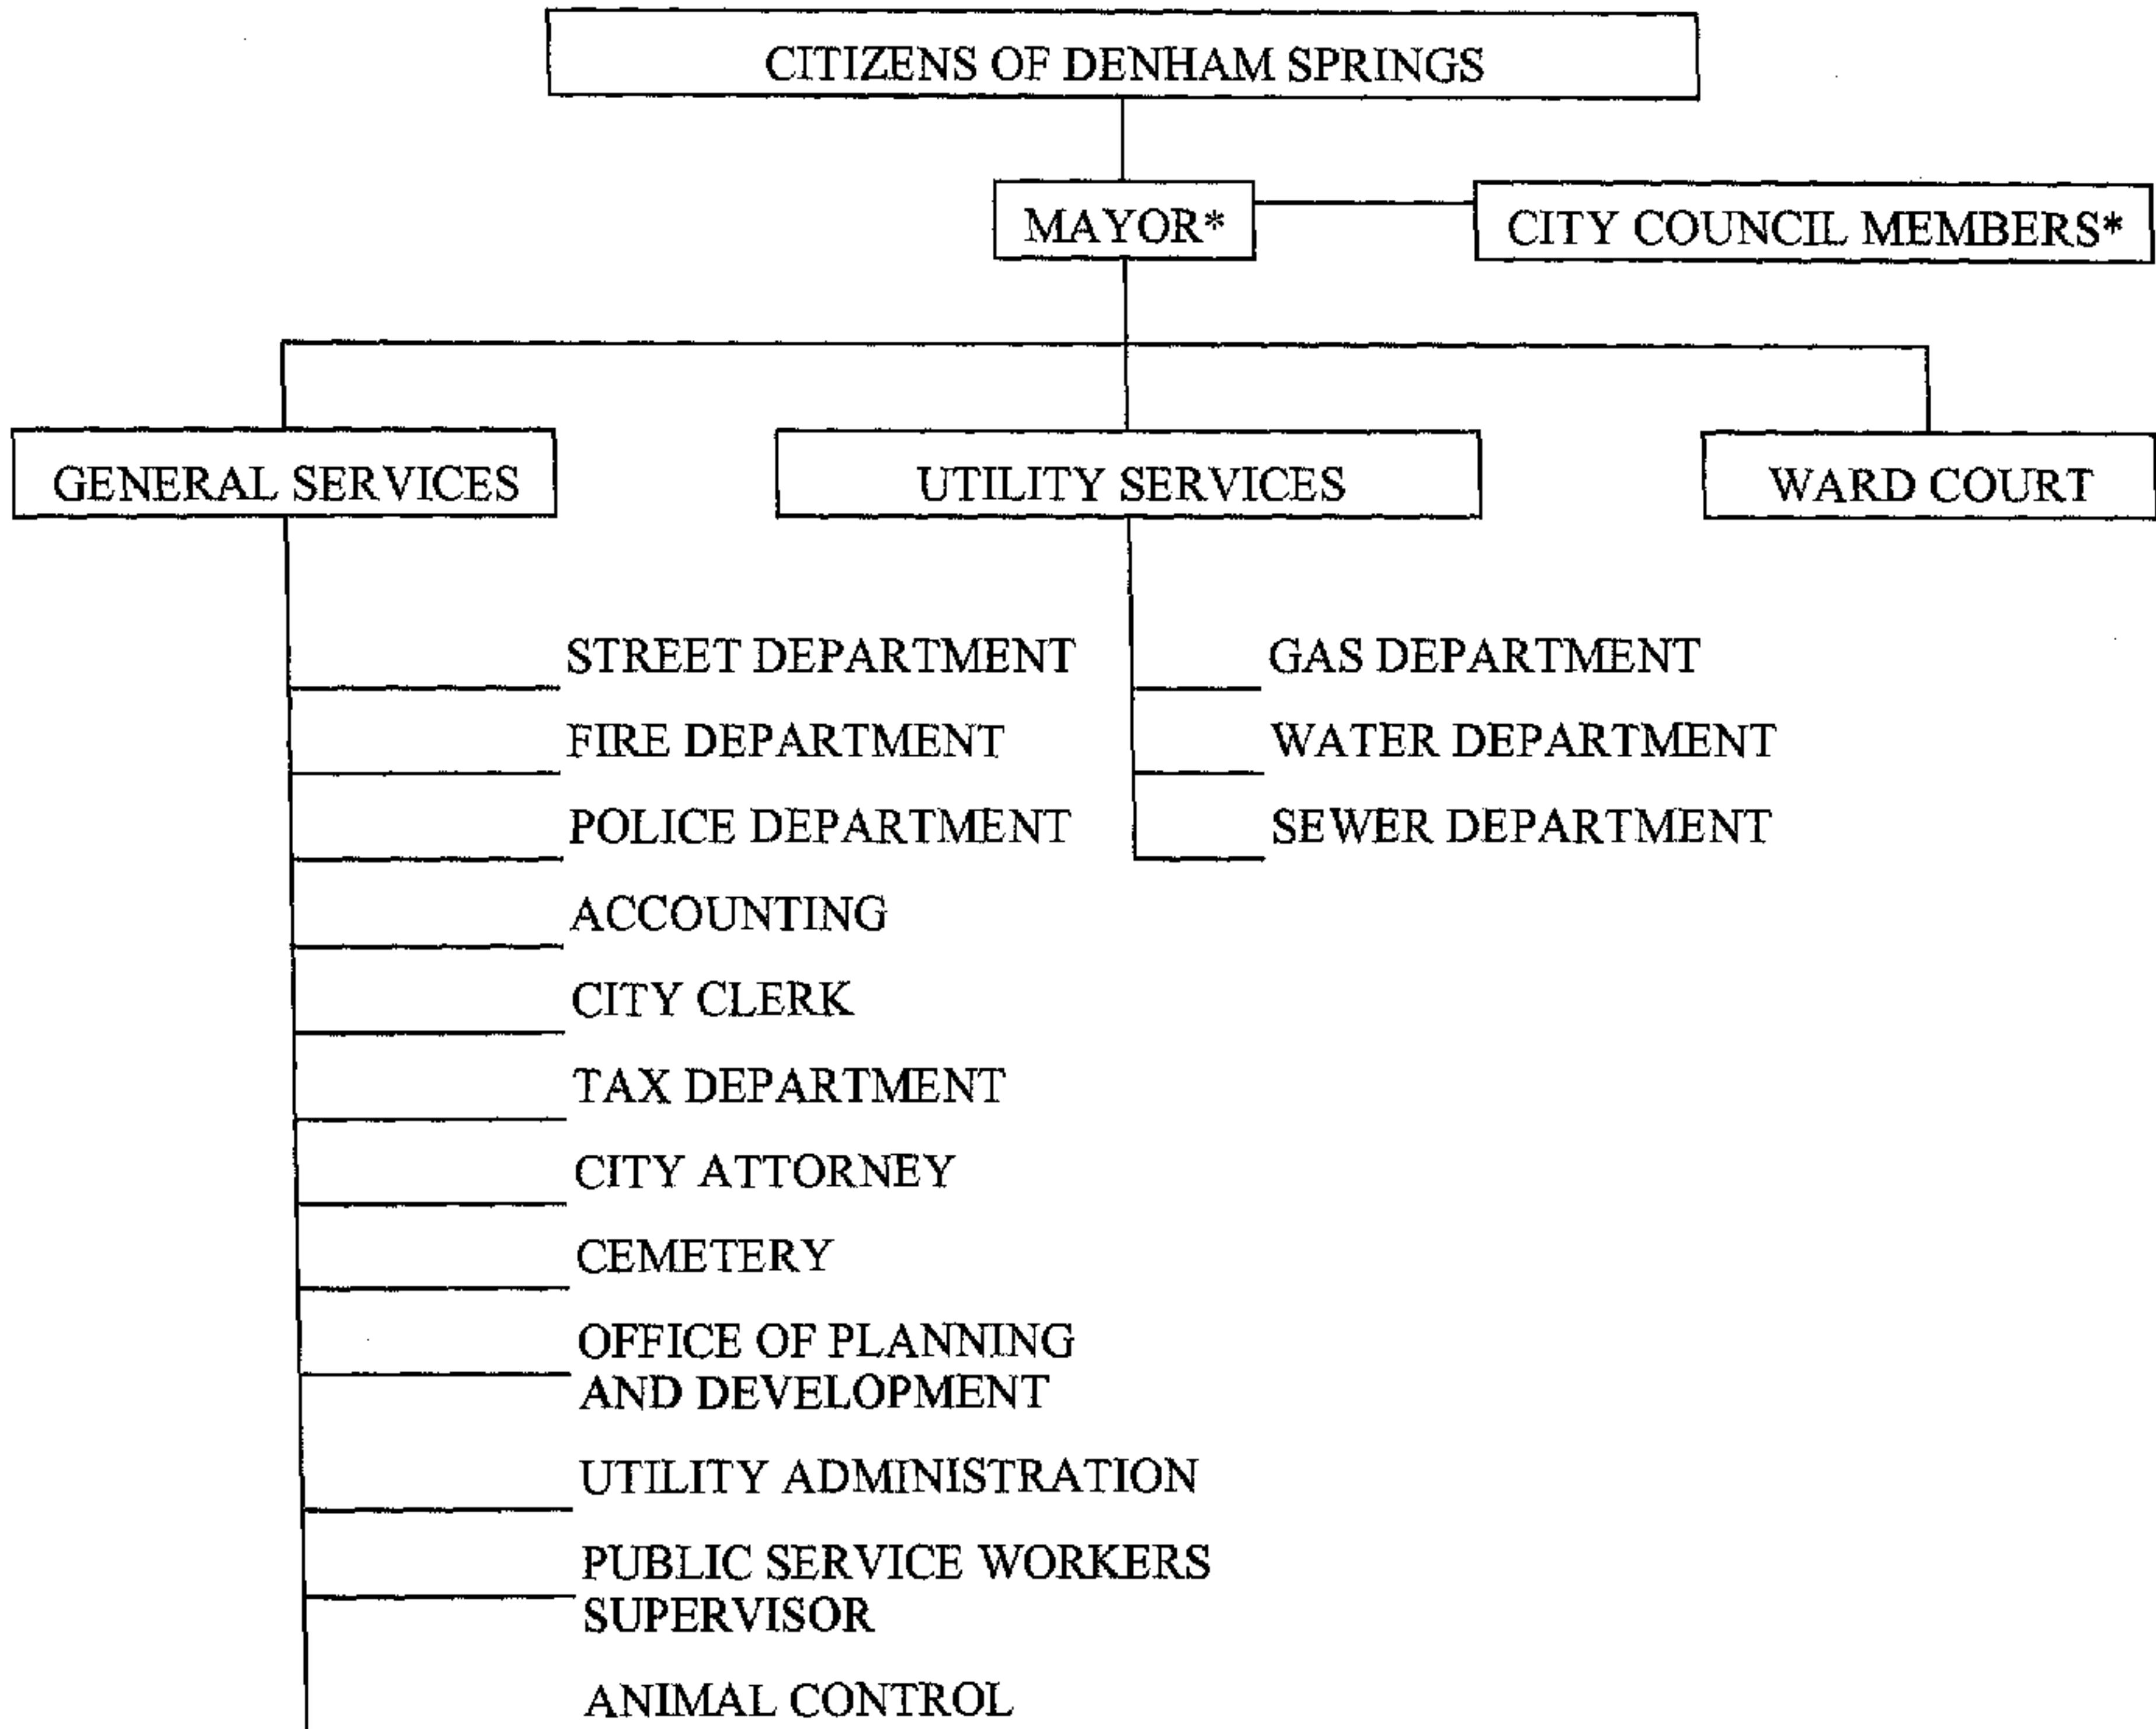 CITIZENS OF DENHAM SPRINGS
MAYOR*
CITY COUNCIL MEMBERS*
GENERAL SERVICES
UTILITY SERVICES
WARD COURT
STREET DEPARTMENT
FIRE DEPARTMENT
POLICE DEPARTMENT
ACCOUNTING
CITY CLERK
TAX DEPARTMENT
CITY ATTORNEY
CEMETERY
OFFICE OF PLANNING
AND DEVELOPMENT
UTILITY ADMINISTRATION
PUBLIC SERVICE WORKERS
SUPERVISOR
ANIMAL CONTROL
GAS DEPARTMENT
WATER DEPARTMENT
SEWER DEPARTMENT